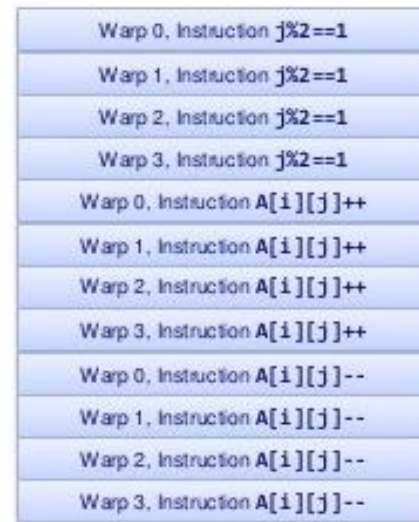 Warp 0, Instruction j%2==1
Warp 1, Instruction j%2==1
Warp 2, Instruction j%2==1
Warp 3, Instruction j%2==1
Warp 0, Instruction A[i][j]++
Warp 1, Instruction A[i][j]++
Warp 2, Instruction A[i][j]++
Warp 3, Instruction A[i][j]++
Warp 0, Instruction A[i][j]--
Warp 1, Instruction A[i][j]--
Warp 2, Instruction A[i][j]--
Warp 3, Instruction A[i][j]--